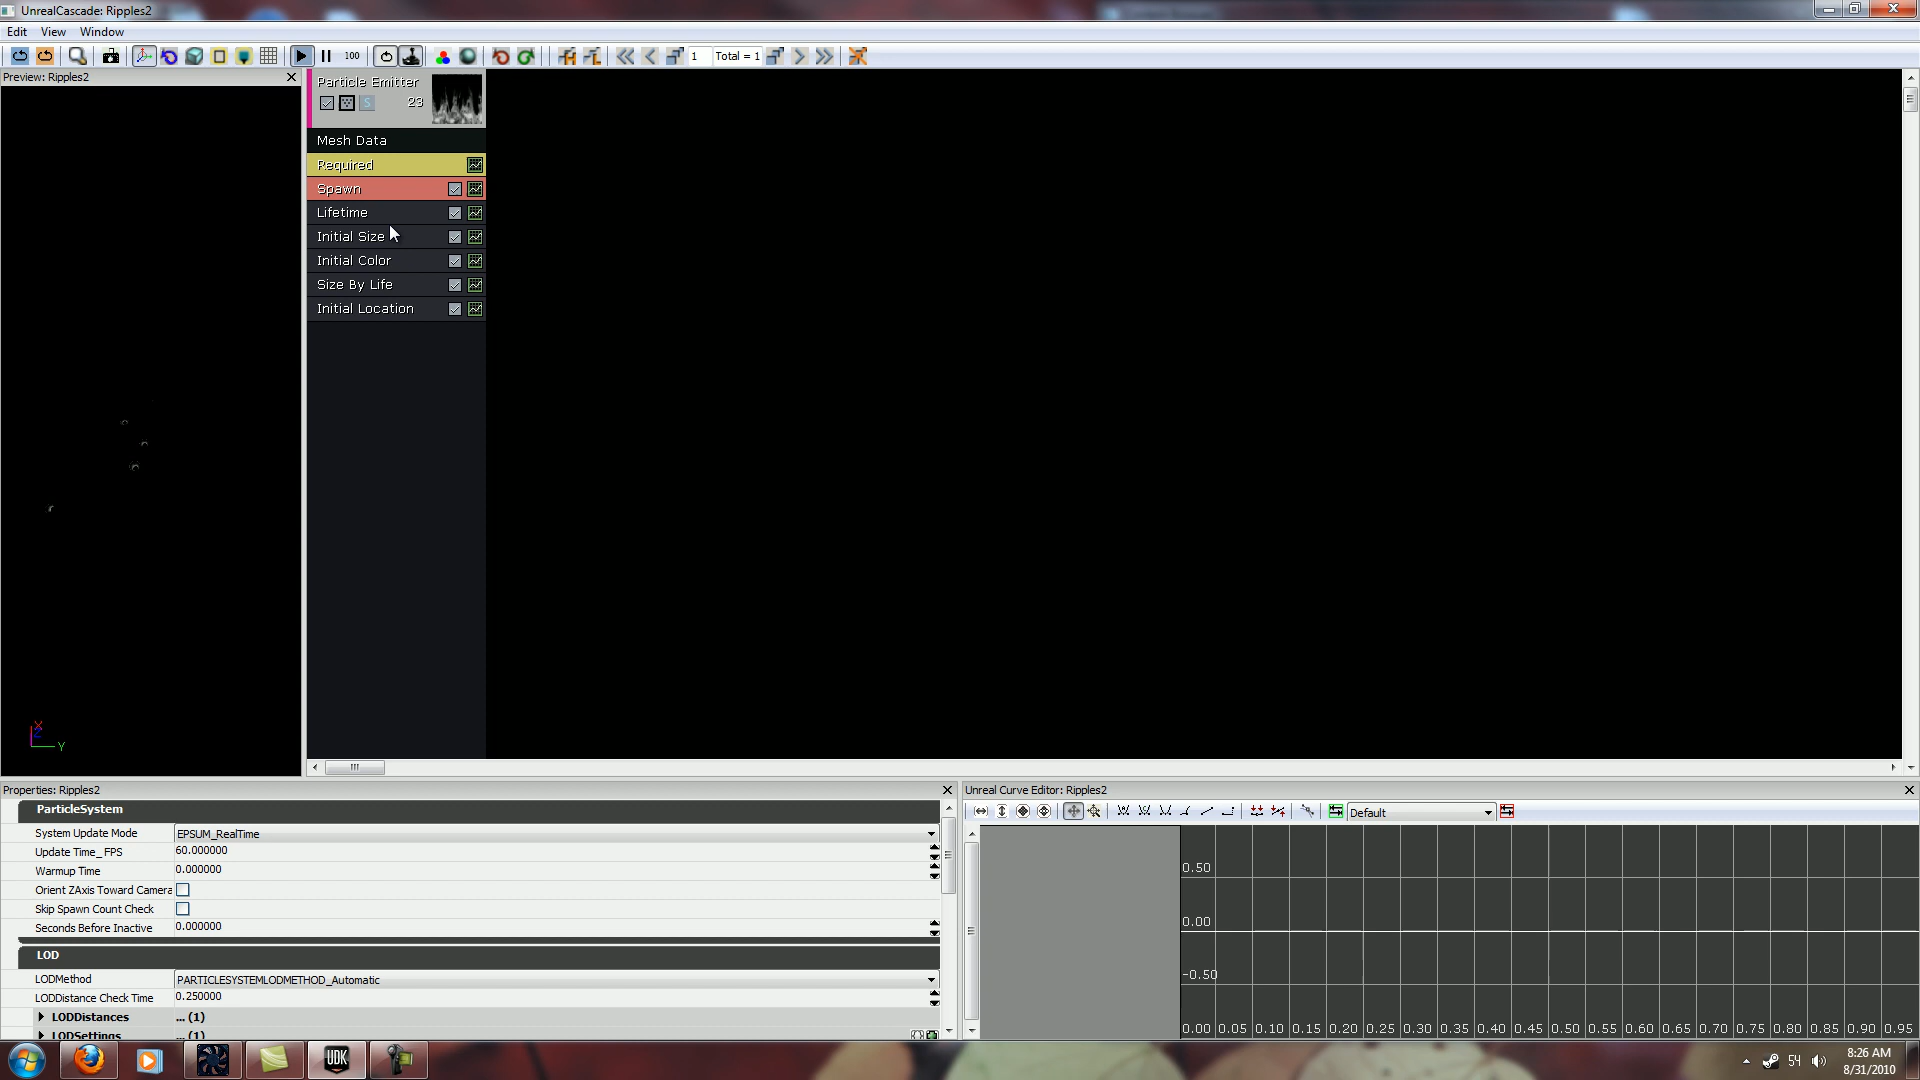 UnrealCascade: Ripples2
Edit View Window
100
1 Total = 1
Preview: Ripples2
Particle Emitter
S 23
Mesh Data
Required
Spawn
Lifetime
Initial Size
Initial Color
Size By Life
Initial Location
X
Z
Y
Properties: Ripples2
ParticleSystem
System Update Mode EPSUM_RealTime
Update Time_FPS 60.000000
Warmup Time 0.000000
Orient ZAxis Toward Camera
Skip Spawn Count Check
Seconds Before Inactive 0.000000
LOD
LODMethod PARTICLESYSTEMLODMETHOD_Automatic
LODDistance Check Time 0.250000
LODDistances ... (1)
LODSettings ... (1)
Unreal Curve Editor: Ripples2
Default
0.50
0.00
-0.50
0.00 0.05 0.10 0.15 0.20 0.25 0.30 0.35 0.40 0.45 0.50 0.55 0.60 0.65 0.70 0.75 0.80 0.85 0.90 0.95
UDK
54
8:26 AM
8/31/2010